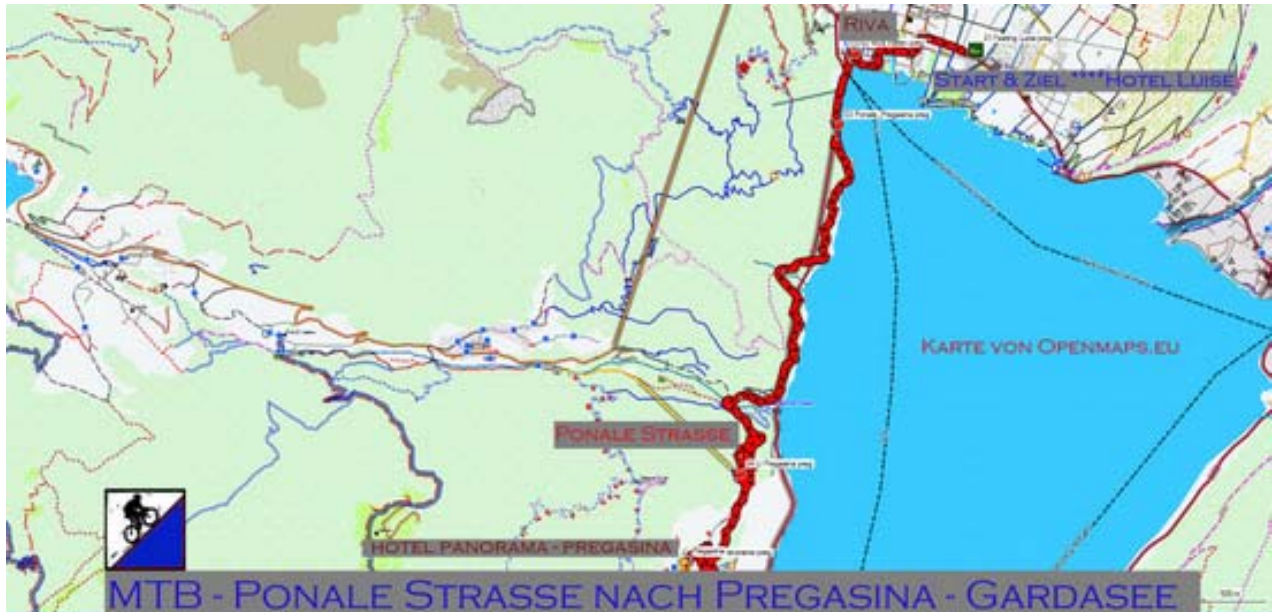 RIVA
START & ZIEL ****HOTEL LUISE
KARTE VON OPENMAPS.EU
PONALE STRASSE
HOTEL PANORAMA - PREGASINA
MTB - PONALE STRASSE NACH PREGASINA - GARDASEE